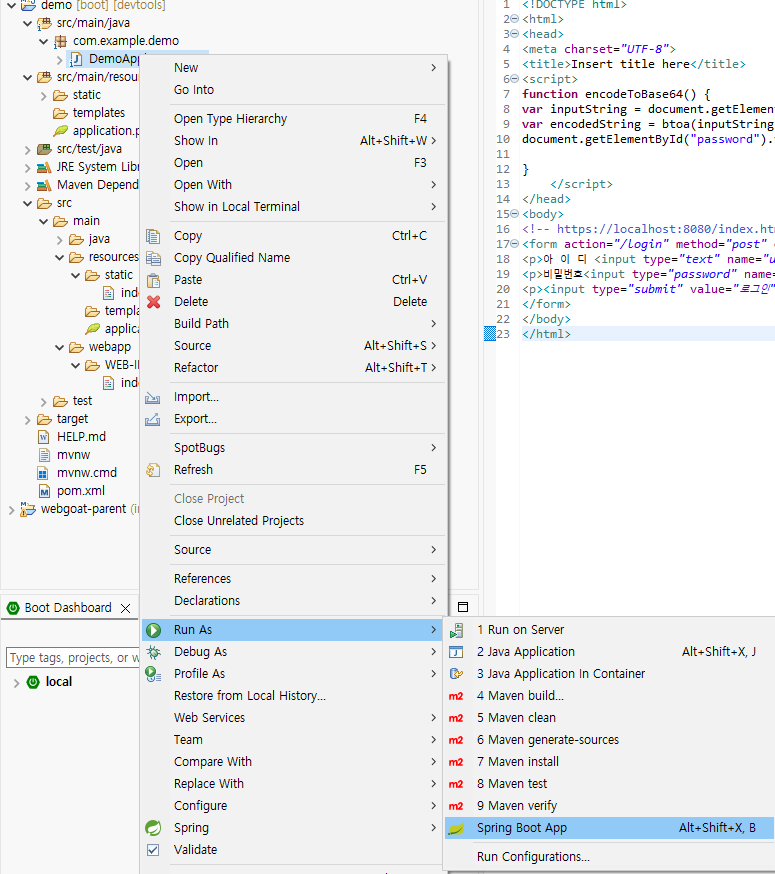 demo [boot] [devtools]
src/main/java
com.example.demo
DemoApp
src/main/resou
static
templates
application.p
src/test/java
JRE System Libr
Maven Depend
src
main
java
resources
static
inde
templa
applica
webapp
WEB-IN
inde
test
target
HELP.md
mvnw
mvnw.cmd
pom.xml
webgoat-parent (in
Boot Dashboard
Type tags, projects, or w
local
New
Go Into
Open Type Hierarchy F4
Show In Alt+Shift+W
Open F3
Open With
Show in Local Terminal
Copy Ctrl+C
Copy Qualified Name
Paste Ctrl+V
Delete Delete
Build Path
Source Alt+Shift+S
Refactor Alt+Shift+T
Import...
Export...
SpotBugs
Refresh F5
Close Project
Close Unrelated Projects
Source
References
Declarations
Run As
Debug As
Profile As
Restore from Local History...
Web Services
Team
Compare With
Replace With
Configure
Spring
Validate
1 Run on Server
2 Java Application Alt+Shift+X, J
3 Java Application In Container
4 Maven build...
5 Maven clean
6 Maven generate-sources
7 Maven install
8 Maven test
9 Maven verify
Spring Boot App Alt+Shift+X, B
Run Configurations...
1 <!DOCTYPE html>
2 <html>
3 <head>
4 <meta charset="UTF-8">
5 <title>Insert title here</title>
6 <script>
7 function encodeToBase64() {
8 var inputString = document.getElemen
9 var encodedString = btoa(inputString
10 document.getElementById("password").
11
12 }
13 </script>
14 </head>
15 <body>
16 <!-- https://localhost:8080/index.htm
17 <form action="/login" method="post"
18 <p>아 이 디 <input type="text" name="u
19 <p>비밀번호<input type="password" name=
20 <p><input type="submit" value="로그인"
21 </form>
22 </body>
23 </html>